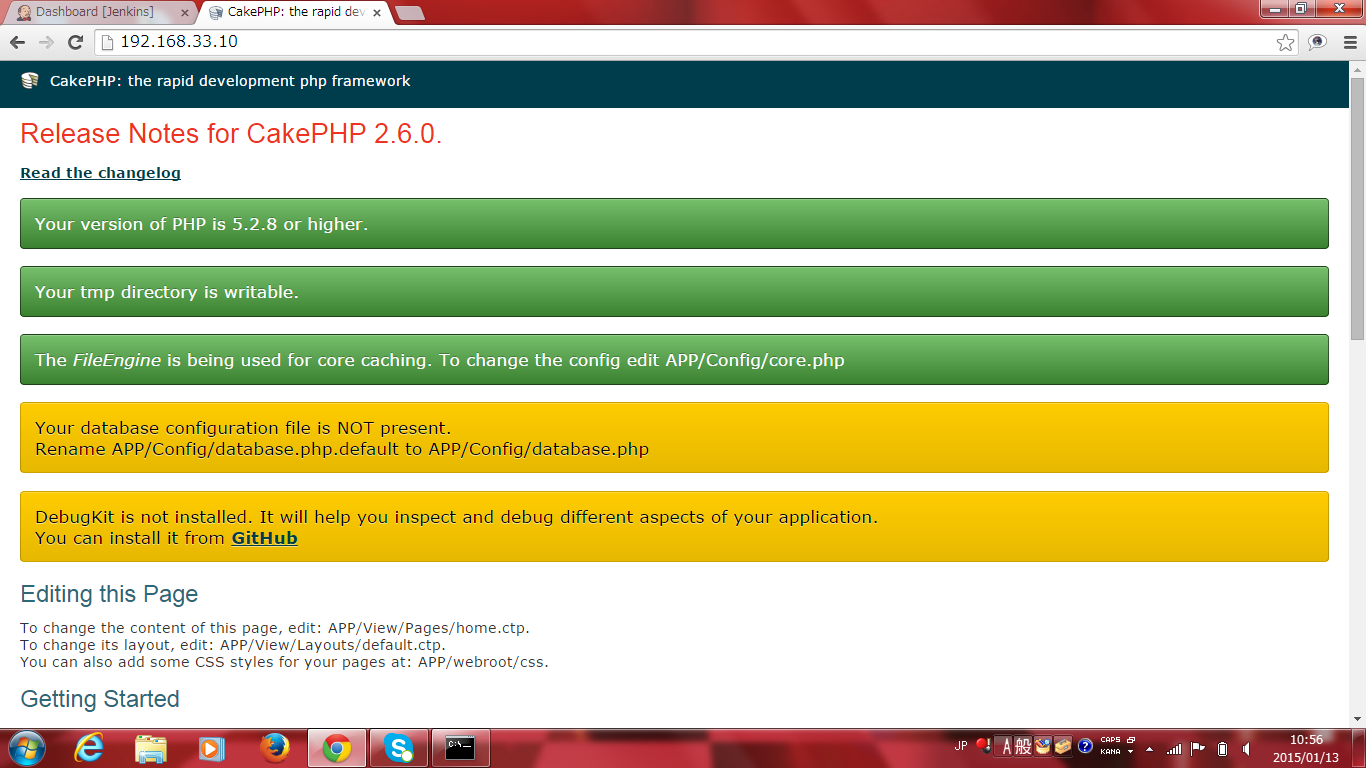 Dashboard [Jenkins]
CakePHP: the rapid dev
192.168.33.10
CakePHP: the rapid development php framework
Release Notes for CakePHP 2.6.0.
Read the changelog
Your version of PHP is 5.2.8 or higher.
Your tmp directory is writable.
The FileEngine is being used for core caching. To change the config edit APP/Config/core.php
Your database configuration file is NOT present.
Rename APP/Config/database.php.default to APP/Config/database.php
DebugKit is not installed. It will help you inspect and debug different aspects of your application.
You can install it from GitHub
Editing this Page
To change the content of this page, edit: APP/View/Pages/home.ctp.
To change its layout, edit: APP/View/Layouts/default.ctp.
You can also add some CSS styles for your pages at: APP/webroot/css.
Getting Started
C:\
JP
A 般
CAPS
KANA
10:56
2015/01/13